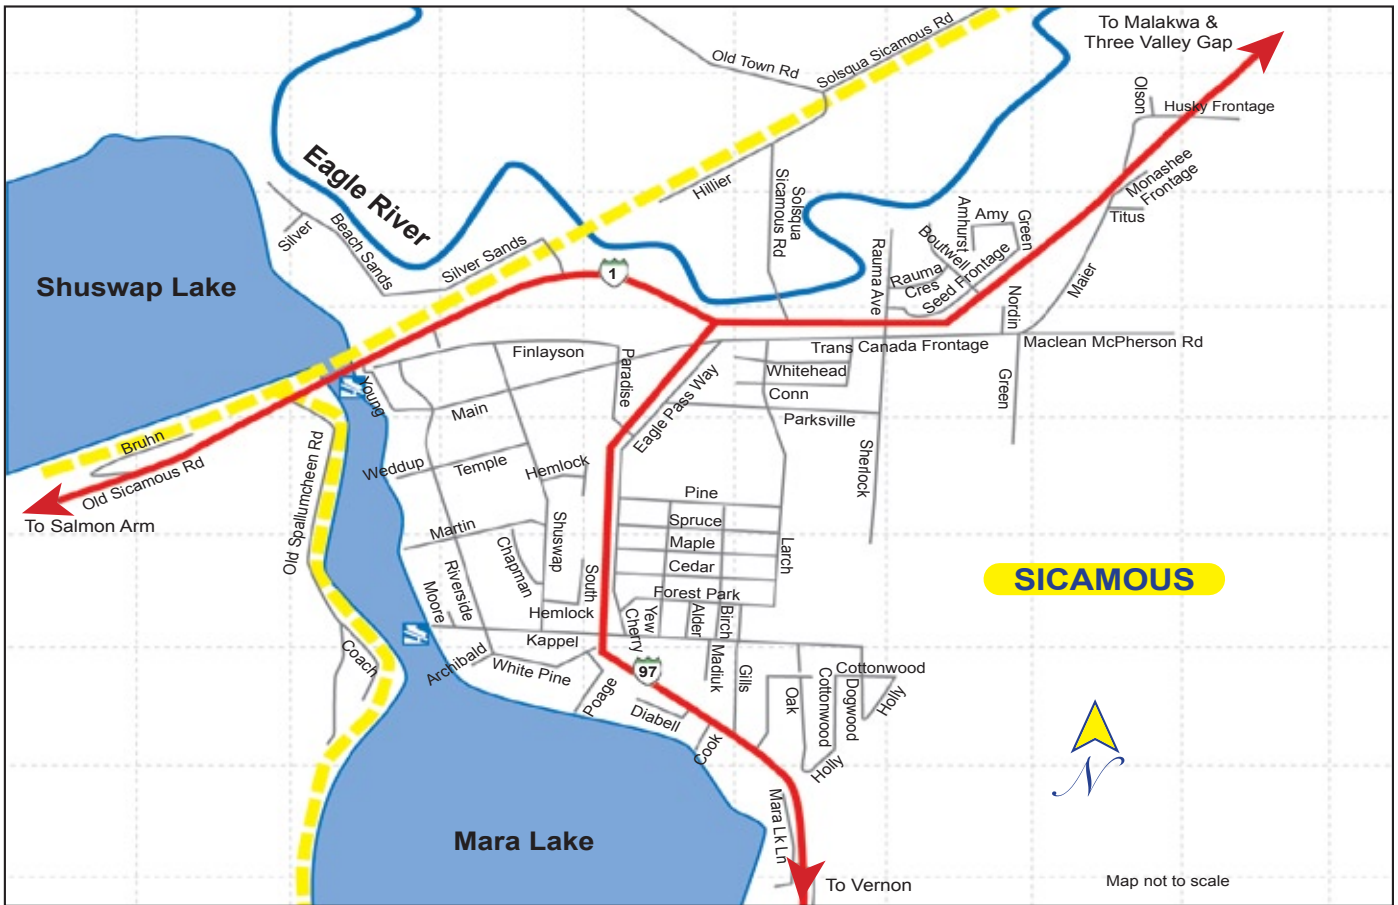 To Malakwa &
Three Valley Gap
Solsqua Sicamous Rd
Old Town Rd
Olson
Husky Frontage
Eagle River
Hillier
Solsqua
Sicamous Rd
Monashee
Frontage
Titus
Silver
Beach Sands
Silver Sands
Amhurst
Amy
Green
Boutwell
Rauma Ave
Rauma
Cres
Seed Frontage
Maier
Shuswap Lake
1
Nordin
Finlayson
Paradise
Trans Canada Frontage
Maclean McPherson Rd
Whitehead
Conn
Young
Main
Eagle Pass Way
Parksville
Green
Bruhn
Old Sicamous Rd
To Salmon Arm
Old Spallumcheen Rd
Weddup
Temple
Hemlock
Sherlock
Pine
Spruce
Maple
Cedar
Larch
Martin
Chapman
Shuswap
South
Forest Park
SICAMOUS
Moore
Riverside
Hemlock
Cherry
Yew
Alder
Birch
Kappel
Coach
Archibald
White Pine
97
Madiuk
Gills
Cottonwood
Poage
Diabell
Oak
Cottonwood
Dogwood
Holly
Cook
Holly
N
Mara Lake
Mara Lk Ln
To Vernon
Map not to scale